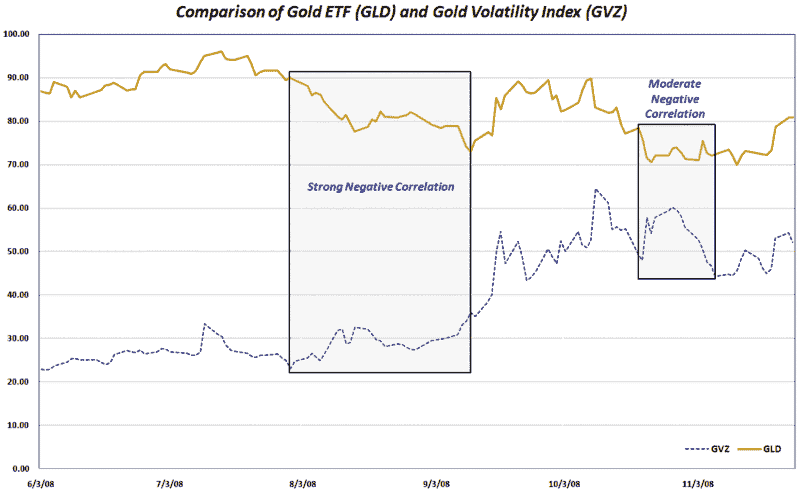 Comparison of Gold ETF (GLD) and Gold Volatility Index (GVZ)
100.00
90.00
80.00
70.00
60.00
50.00
40.00
30.00
20.00
10.00
0.00
Strong Negative Correlation
Moderate
Negative
Correlation
GVZ
GLD
6/3/08
7/3/08
8/3/08
9/3/08
10/3/08
11/3/08